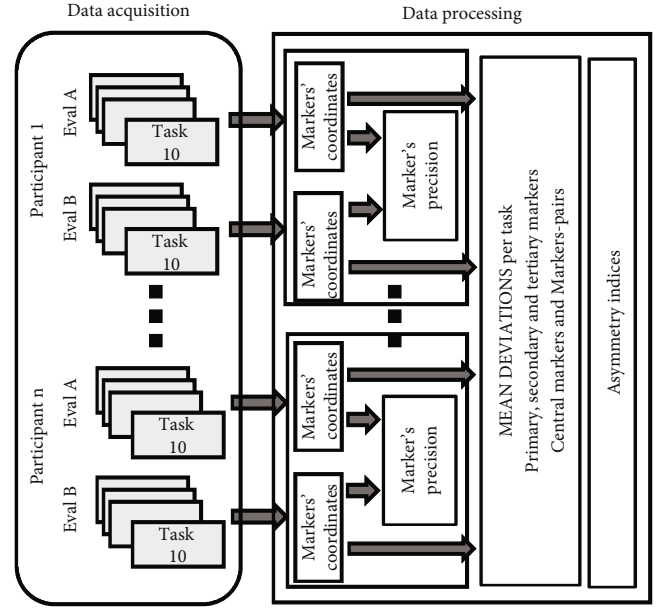 Data acquisition
Data processing
Participant 1
Eval A
Task
10
Eval B
Task
10
Markers'
coordinates
Marker's
precision
Markers'
coordinates
Participant n
Eval A
Task
10
Eval B
Task
10
Markers'
coordinates
Marker's
precision
Markers'
coordinates
MEAN DEVIATIONS per task
Primary, secondary and tertiary markers
Central markers and Markers-pairs
Asymmetry indices